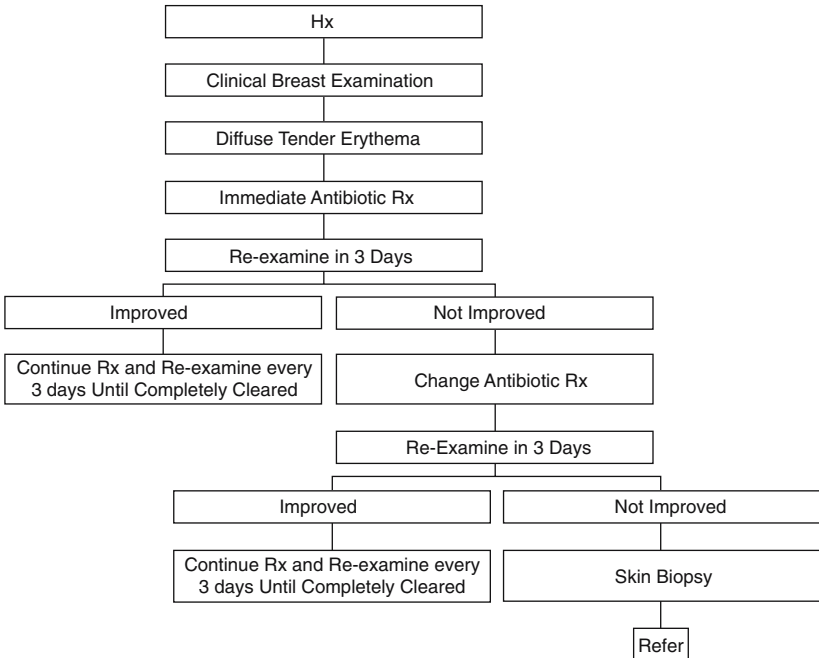 Hx
Clinical Breast Examination
Diffuse Tender Erythema
Immediate Antibiotic Rx
Re-examine in 3 Days
Improved
Not Improved
Continue Rx and Re-examine every
3 days Until Completely Cleared
Change Antibiotic Rx
Re-Examine in 3 Days
Improved
Not Improved
Continue Rx and Re-examine every
3 days Until Completely Cleared
Skin Biopsy
Refer